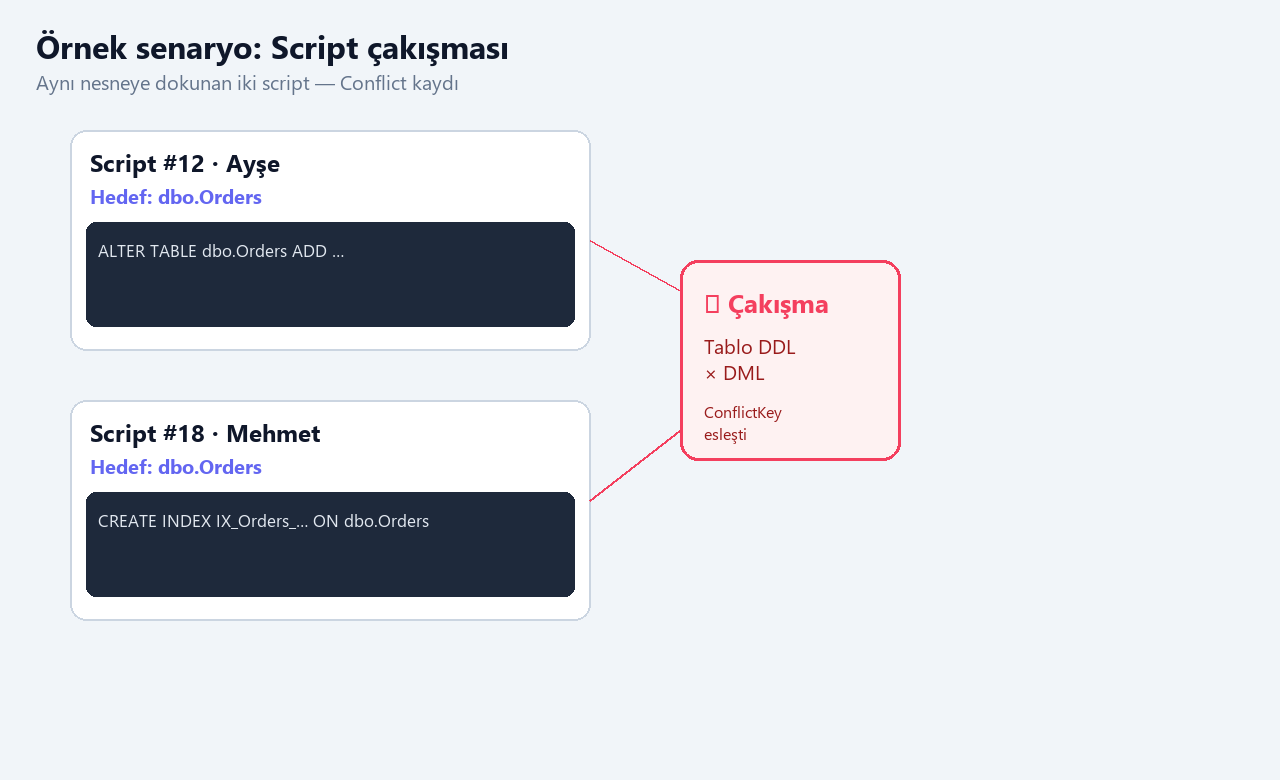 Örnek senaryo: Script çakışması
Aynı nesneye dokunan iki script — Conflict kaydı
Script #12 · Ayşe
Hedef: dbo.Orders
ALTER TABLE dbo.Orders ADD ...
Script #18 · Mehmet
Hedef: dbo.Orders
CREATE INDEX IX_Orders_... ON dbo.Orders
Çakışma
Tablo DDL
× DML
ConflictKey
esleşti